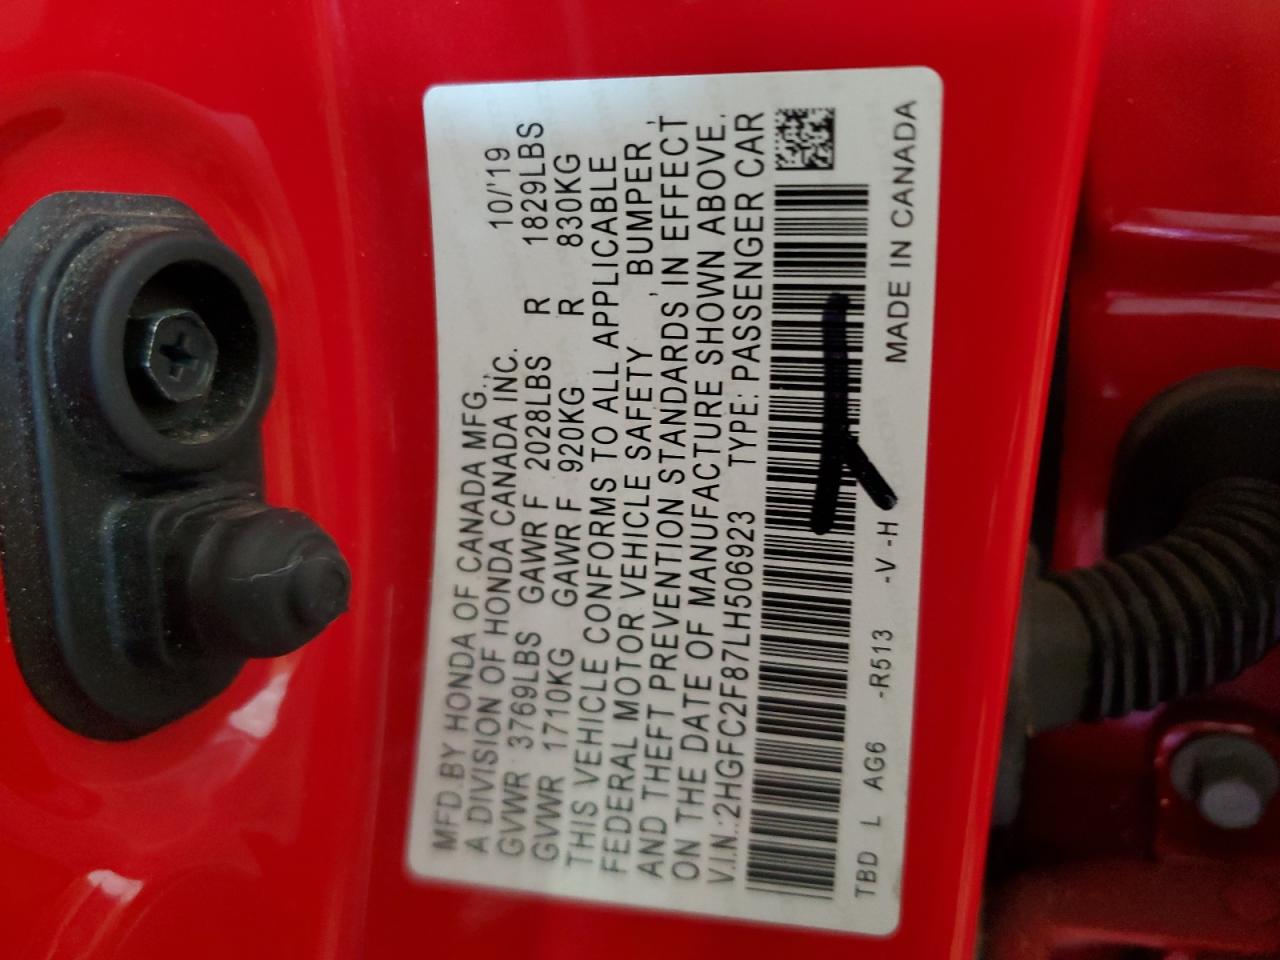 MFD.BY HONDA OF CANADA MFG.,
A DIVISION OF HONDA CANADA INC. 10/'19
GVWR 3769LBS GAWR F 2028LBS R 1829LBS
GVWR 1710KG GAWR F 920KG R 830KG
THIS VEHICLE CONFORMS TO ALL APPLICABLE
FEDERAL MOTOR VEHICLE SAFETY , BUMPER ,
AND THEFT PREVENTION STANDARDS IN EFFECT
ON THE DATE OF MANUFACTURE SHOWN ABOVE.
V.I.N.:2HGFC2F87LH506923 TYPE: PASSENGER CAR
TBD L AG6 -R513 -V -H MADE IN CANADA